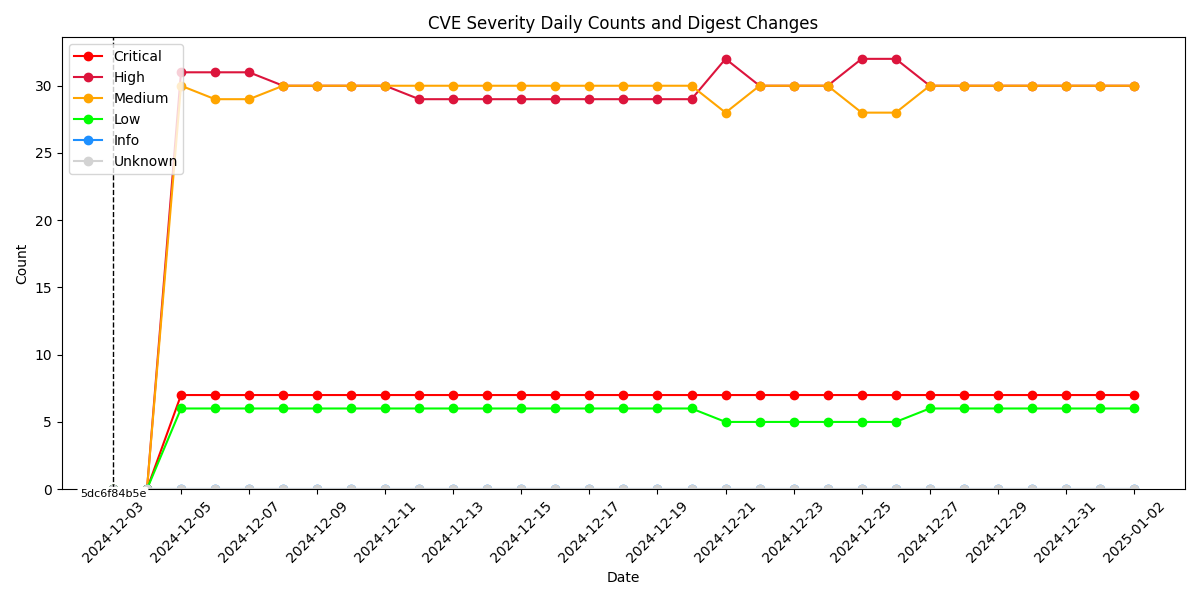 CVE Severity Daily Counts and Digest Changes
Critical
High
Medium
Low
Info
Unknown
Count
30
25
20
15
10
5
0
5dc6f84b5e
2024-12-03
2024-12-05
2024-12-07
2024-12-09
2024-12-11
2024-12-13
2024-12-15
2024-12-17
2024-12-19
2024-12-21
2024-12-23
2024-12-25
2024-12-27
2024-12-29
2024-12-31
2025-01-02
Date